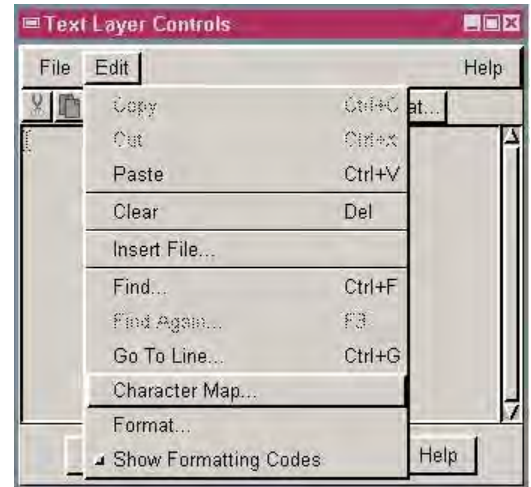 Text Layer Controls
File Edit Help
Copy Ctrl+C
at...
Cut Ctrl+X
Paste Ctrl+V
Clear Del
Insert File...
Find... Ctrl+F
Find Again... F3
Go To Line... Ctrl+G
Character Map...
Format...
Show Formatting Codes
Help